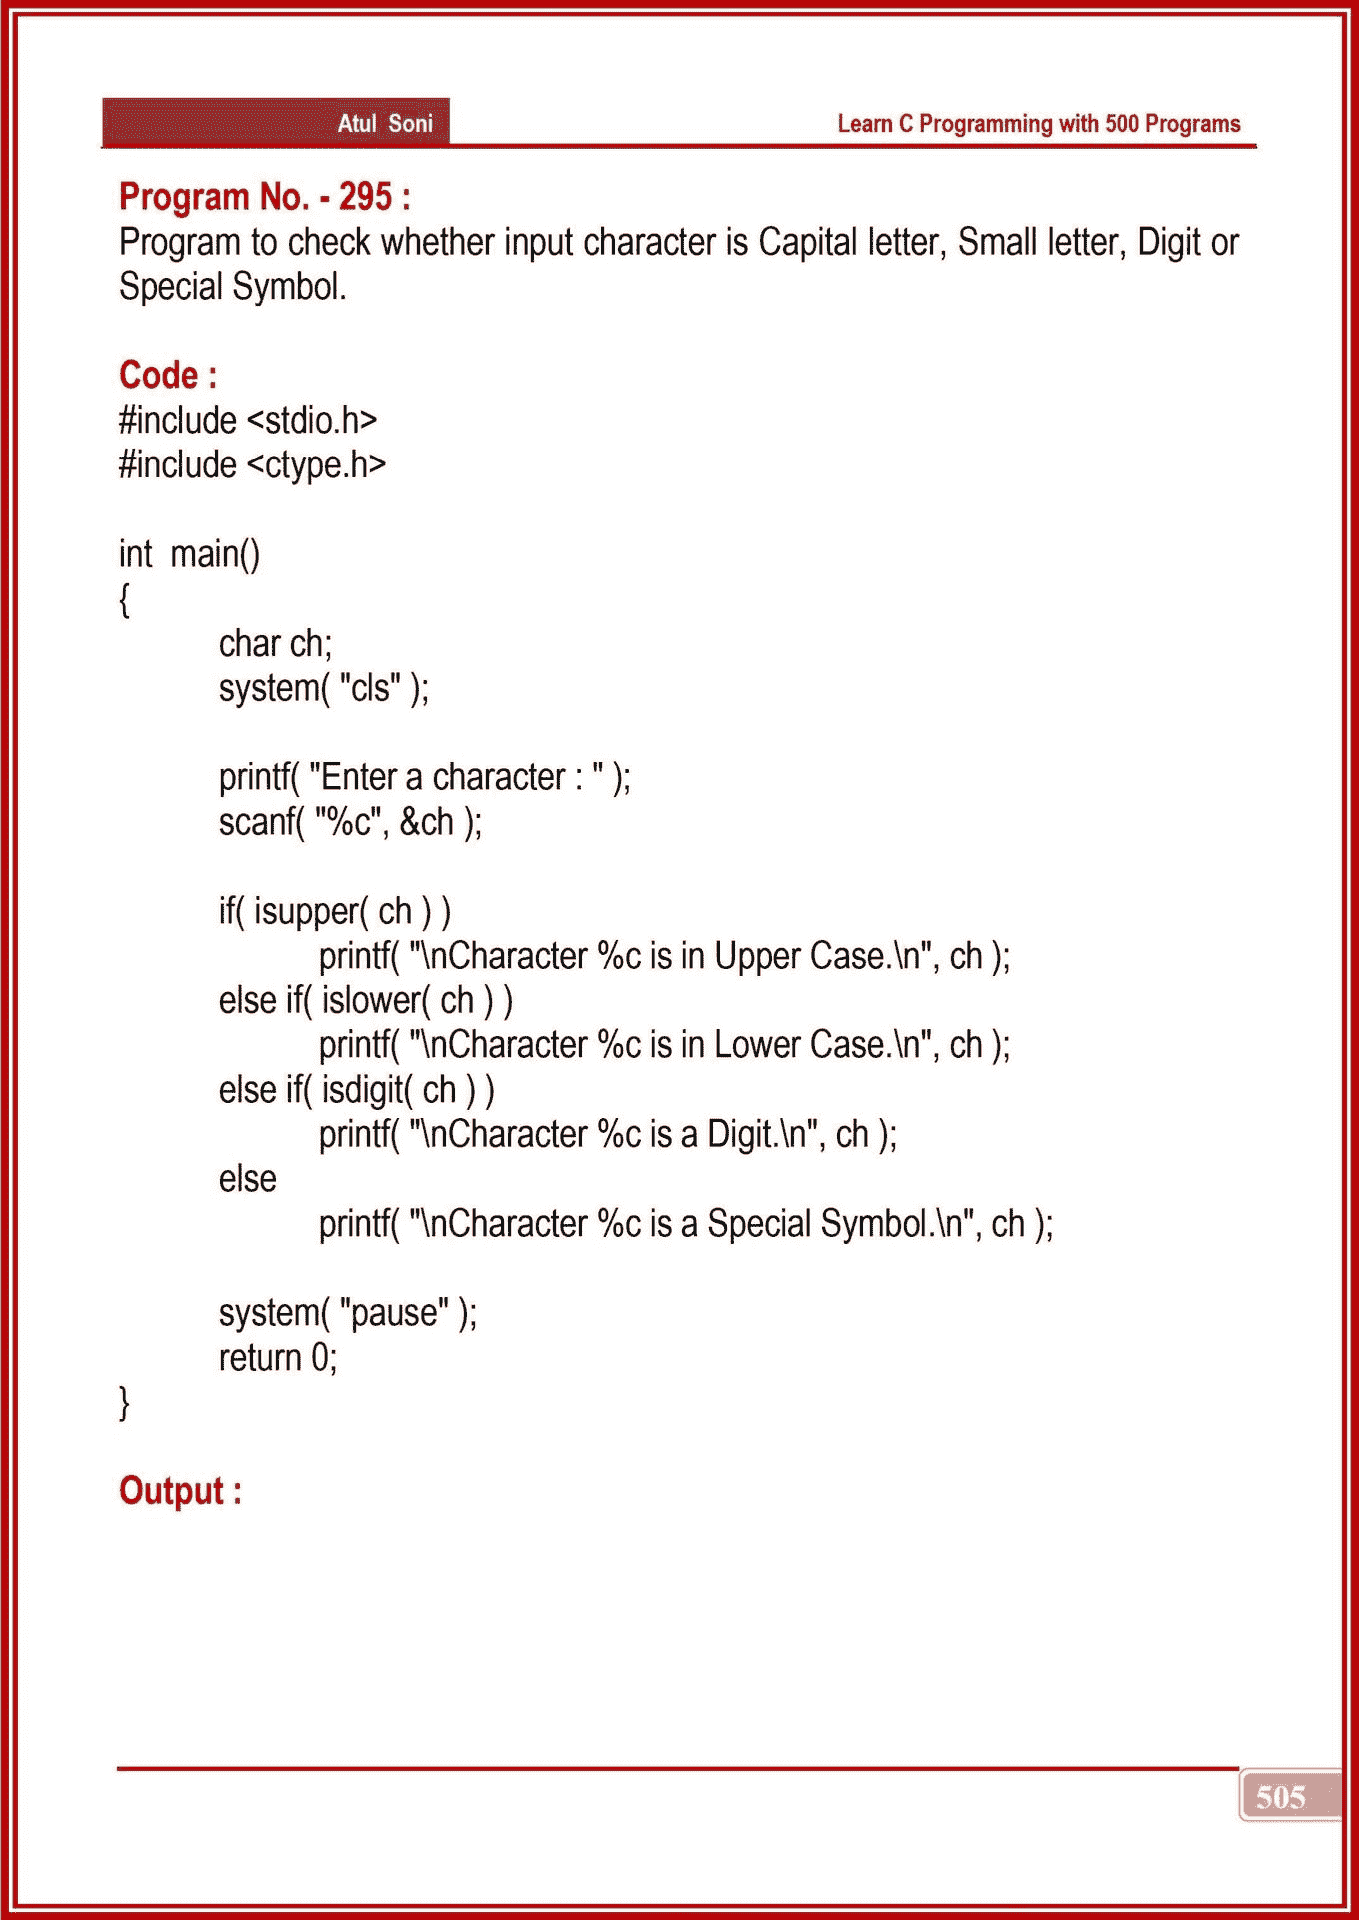 Atul Soni
Learn C Programming with 500 Programs
Program No. - 295 :
Program to check whether input character is Capital letter, Small letter, Digit or
Special Symbol.
Code :
#include <stdio.h>
#include <ctype.h>
int main()
{
char ch;
system( "cls" );
printf( "Enter a character : " );
scanf( "%c", &ch );
if( isupper( ch ) )
printf( "\nCharacter %c is in Upper Case.\n", ch );
else if( islower( ch ) )
printf( "\nCharacter %c is in Lower Case.\n", ch );
else if( isdigit( ch ) )
printf( "\nCharacter %c is a Digit.\n", ch );
else
printf( "\nCharacter %c is a Special Symbol.\n", ch );
system( "pause" );
return 0;
}
Output :
505